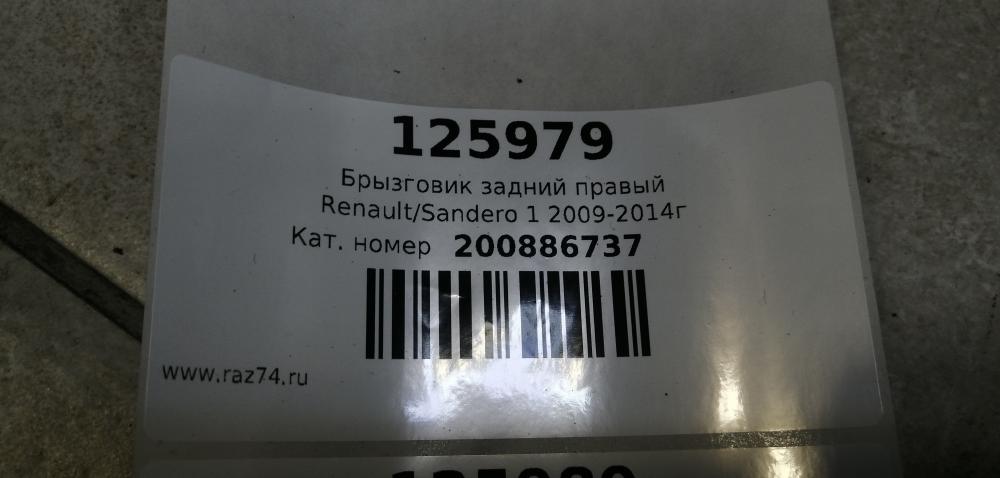 125979
Брызговик задний правый
Renault/Sandero 1 2009-2014г
Кат. номер 200886737
www.raz74.ru